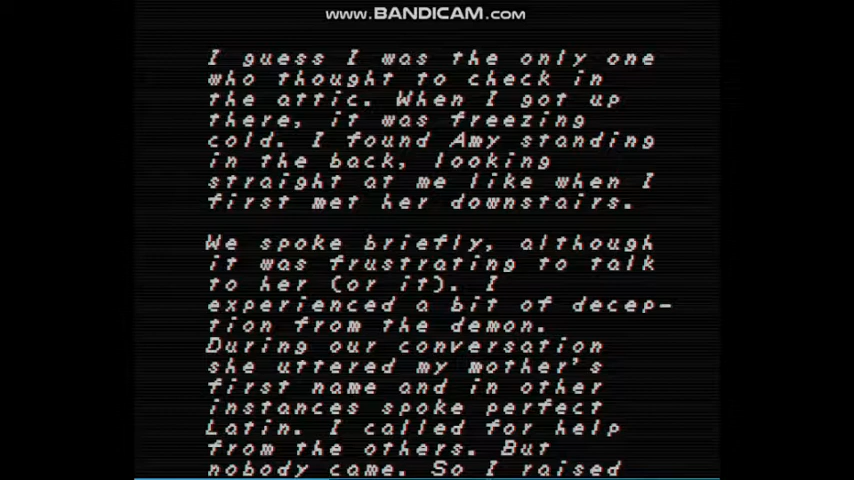 www.BANDICAM.com
I guess I was the only one
who thought to check in
the attic. When I got up
there, it was freezing
cold. I found Amy standing
in the back, looking
straight at me like when I
first met her downstairs.
We spoke briefly, although
it was frustrating to talk
to her (or it). I
experienced a bit of decep-
tion from the demon.
During our conversation
she uttered my mother's
first name and in other
instances spoke perfect
Latin. I called for help
from the others. But
nobody came. So I raised